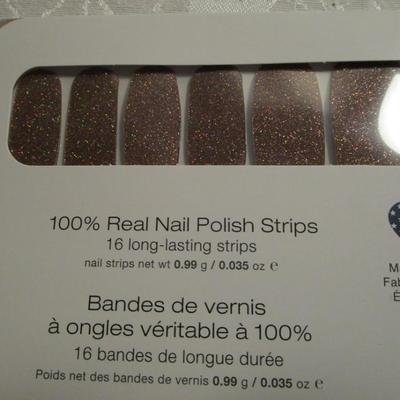 100% Real Nail Polish Strips
16 long-lasting strips
nail strips net wt 0.99 g / 0.035 oz e
Bandes de vernis
à ongles véritable à 100%
16 bandes de longue durée
Poids net des bandes de vernis 0.99 g / 0.035 oz e
M
Fab
É